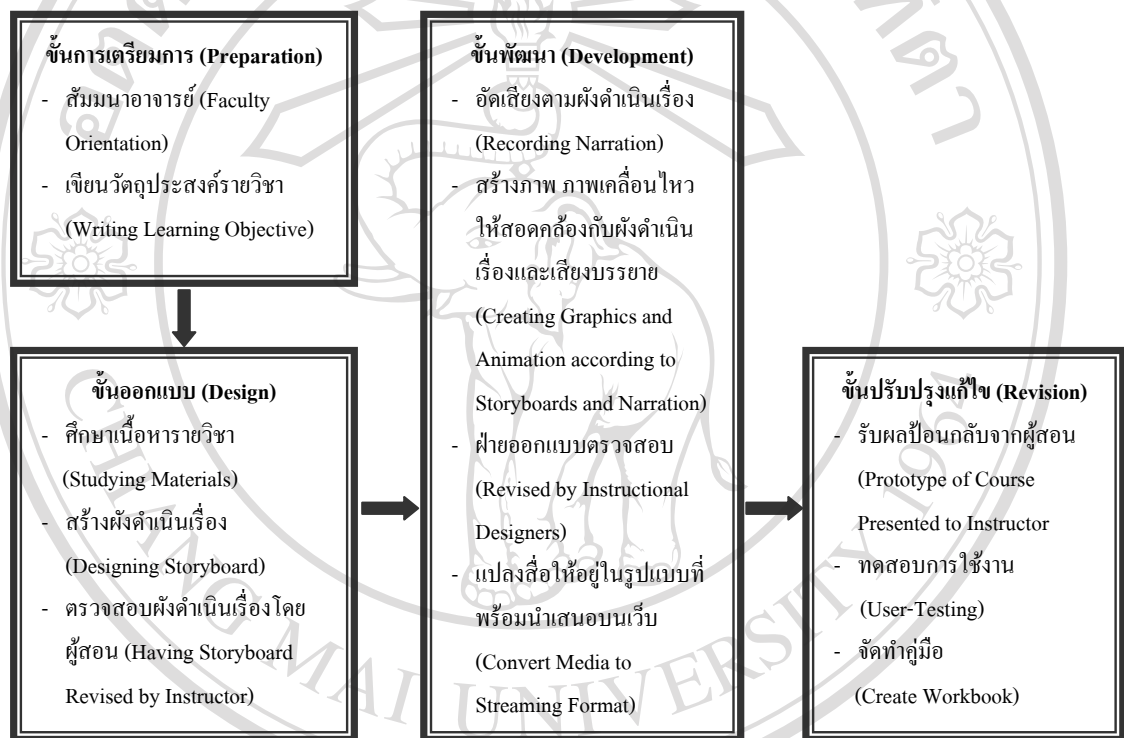 ขั้นการเตรียมการ (Preparation)
- สัมมนาอาจารย์ (Faculty
Orientation)
- เขียนวัตถุประสงค์รายวิชา
(Writing Learning Objective)
ขั้นออกแบบ (Design)
- ศึกษาเนื้อหารายวิชา
(Studying Materials)
- สร้างผังดำเนินเรื่อง
(Designing Storyboard)
- ตรวจสอบผังดำเนินเรื่องโดย
ผู้สอน (Having Storyboard
Revised by Instructor)
ขั้นพัฒนา (Development)
- อัดเสียงตามผังดำเนินเรื่อง
(Recording Narration)
- สร้างภาพ ภาพเคลื่อนไหว
ให้สอดคล้องกับผังดำเนิน
เรื่องและเสียงบรรยาย
(Creating Graphics and
Animation according to
Storyboards and Narration)
- ฝ่ายออกแบบตรวจสอบ
(Revised by Instructional
Designers)
- แปลงสื่อให้อยู่ในรูปแบบที่
พร้อมนำเสนอบนเว็บ
(Convert Media to
Streaming Format)
ขั้นปรับปรุงแก้ไข (Revision)
- รับผลป้อนกลับจากผู้สอน
(Prototype of Course
Presented to Instructor
- ทดสอบการใช้งาน
(User-Testing)
- จัดทำคู่มือ
(Create Workbook)
CHIANG MAI UNIVERSITY 1964